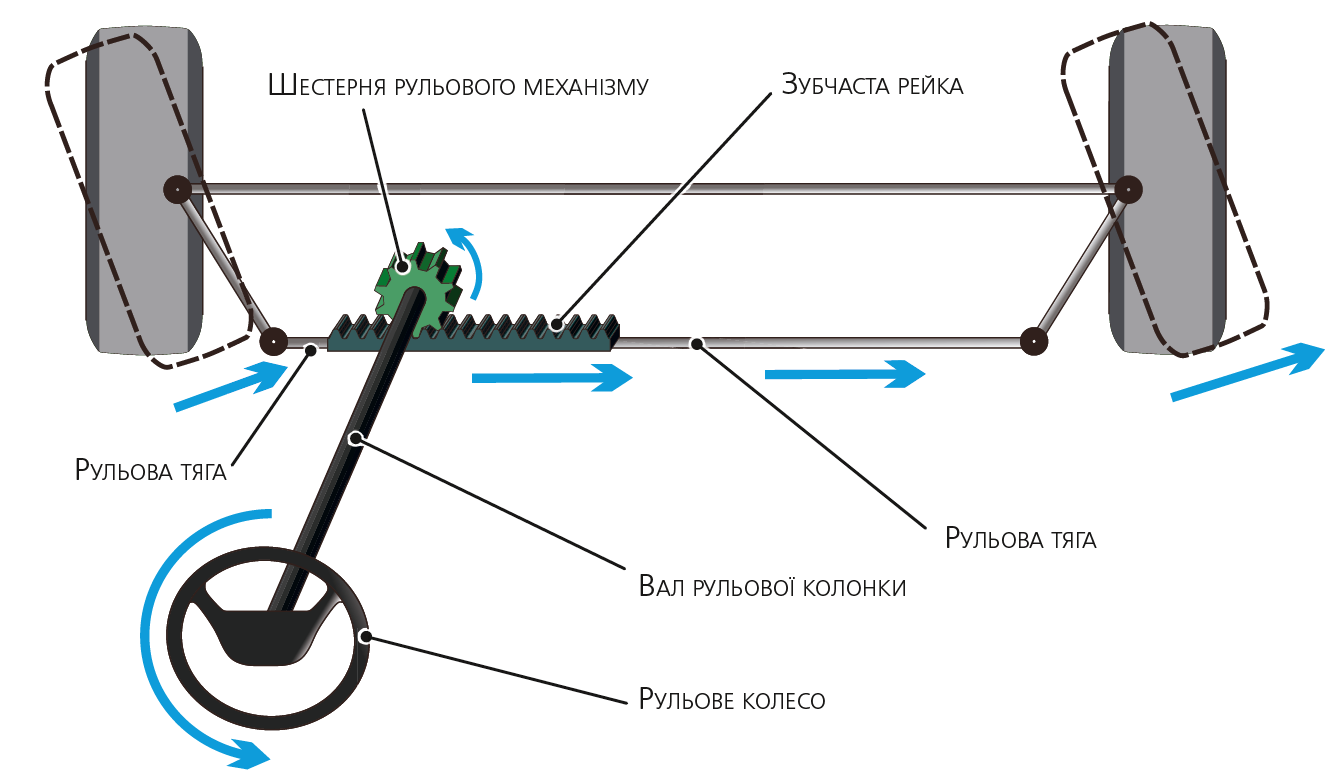 Шестерня рульового механізму
Зубчаста рейка
Рульова тяга
Рульова тяга
Вал рульової колонки
Рульове колесо